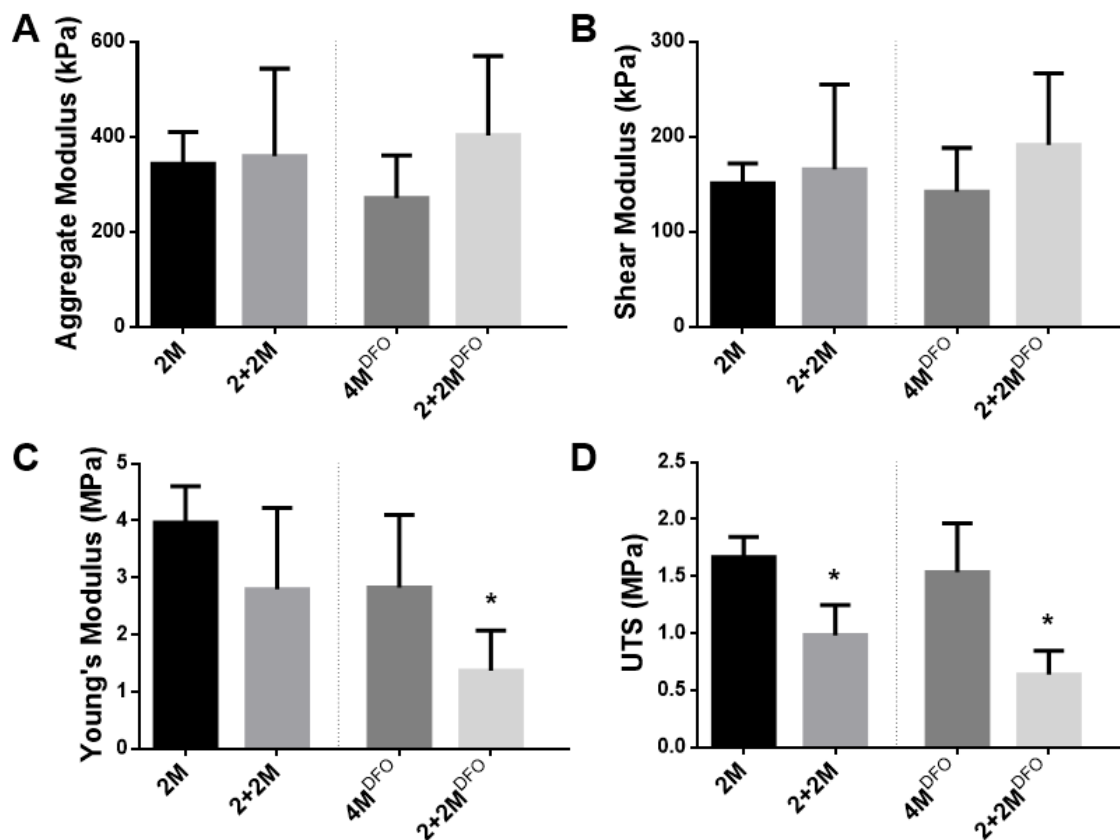 A
Aggregate Modulus (kPa)
600
400
200
0
2M
2+2M
4M^DFO
2+2M^DFO
B
Shear Modulus (kPa)
300
200
100
0
2M
2+2M
4M^DFO
2+2M^DFO
C
Young's Modulus (MPa)
5
4
3
2
1
0
*
2M
2+2M
4M^DFO
2+2M^DFO
D
UTS (MPa)
2.5
2.0
1.5
1.0
0.5
0.0
*
*
2M
2+2M
4M^DFO
2+2M^DFO